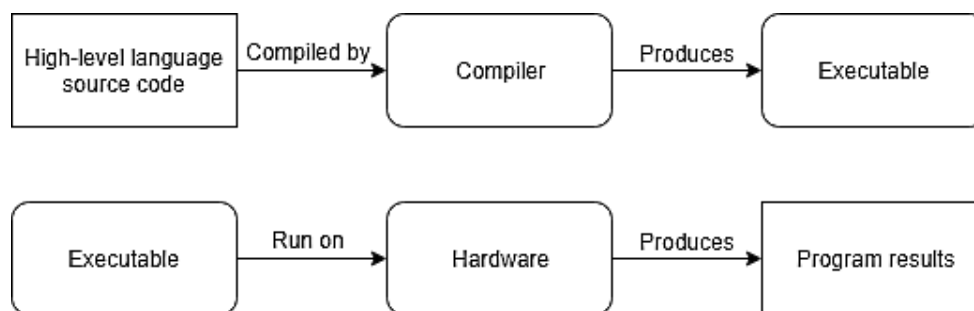 High-level language
source code
Compiled by
Compiler
Produces
Executable
Executable
Run on
Hardware
Produces
Program results